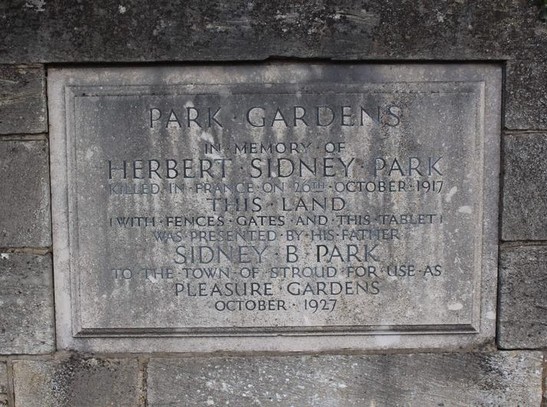 PARK · GARDENS
IN · MEMORY · OF
HERBERT · SIDNEY · PARK
KILLED · IN · FRANCE · ON · 26TH · OCTOBER · 1917
THIS · LAND
(WITH · FENCES · GATES · AND · THIS · TABLET)
WAS · PRESENTED · BY · HIS · FATHER
SIDNEY · B · PARK
TO · THE · TOWN · OF · STROUD · FOR · USE · AS
PLEASURE · GARDENS
OCTOBER · 1927